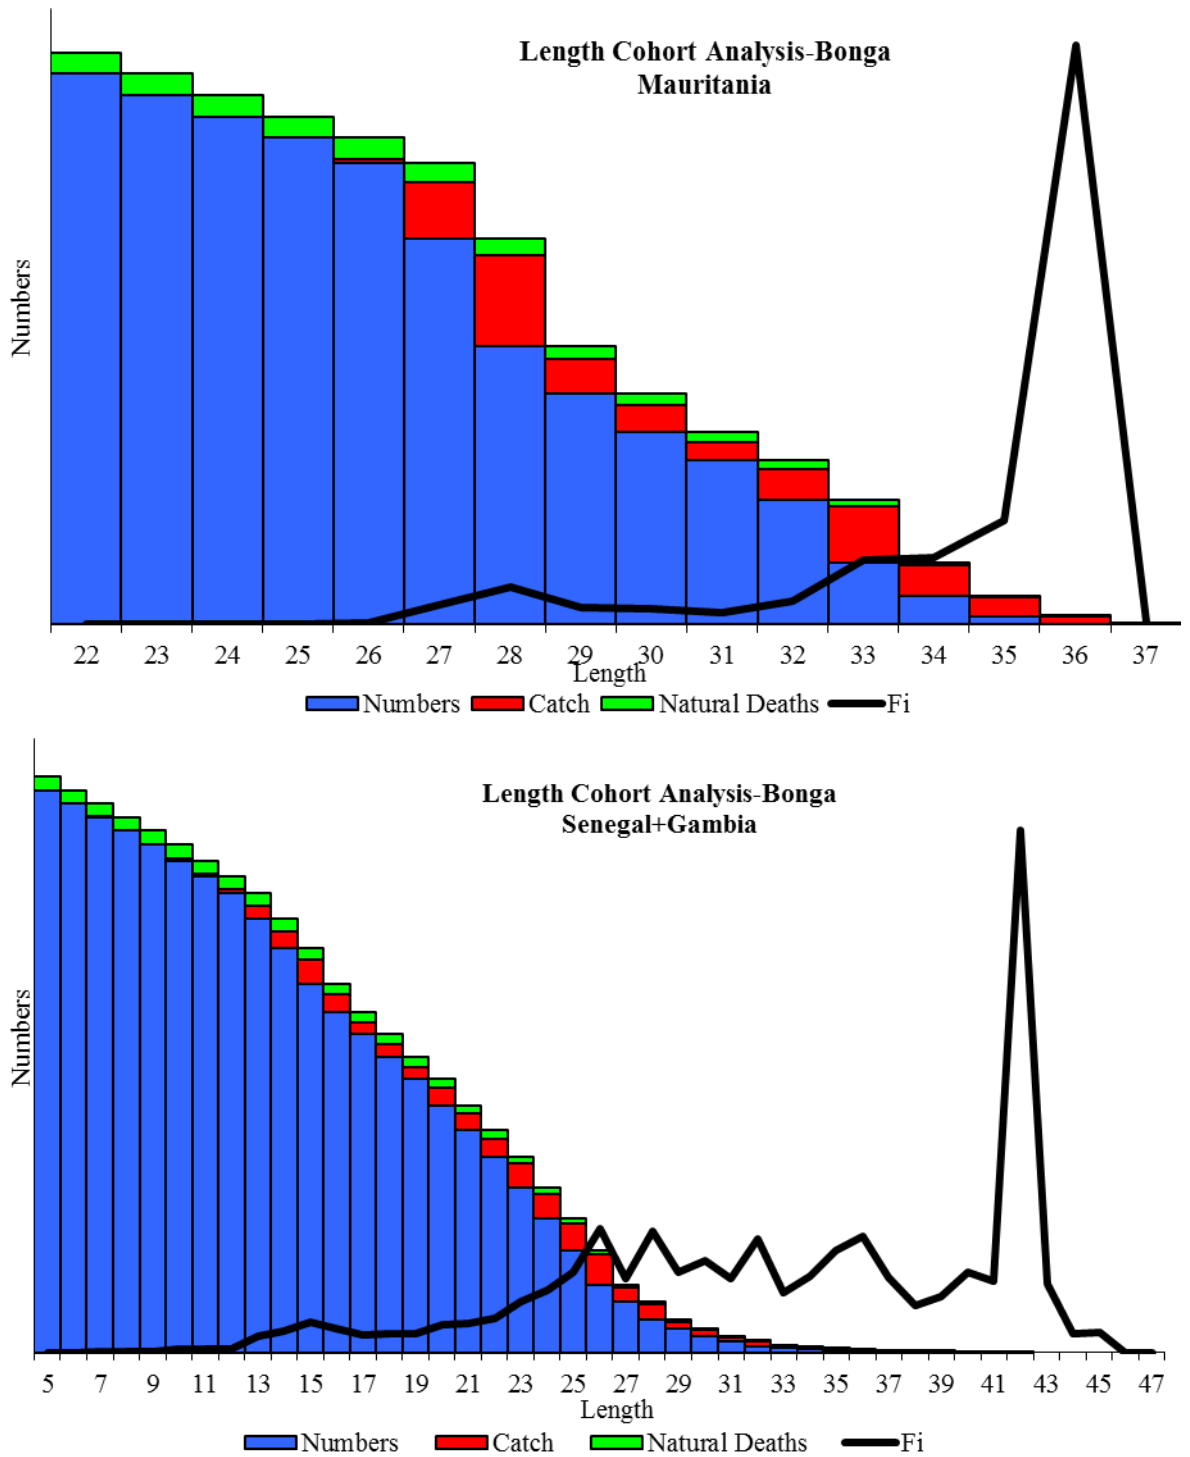 Length Cohort Analysis-Bonga
Mauritania
Numbers
22 23 24 25 26 27 28 29 30 31 32 33 34 35 36 37
Length
Numbers Catch Natural Deaths Fi
Length Cohort Analysis-Bonga
Senegal+Gambia
Numbers
5 7 9 11 13 15 17 19 21 23 25 27 29 31 33 35 37 39 41 43 45 47
Length
Numbers Catch Natural Deaths Fi